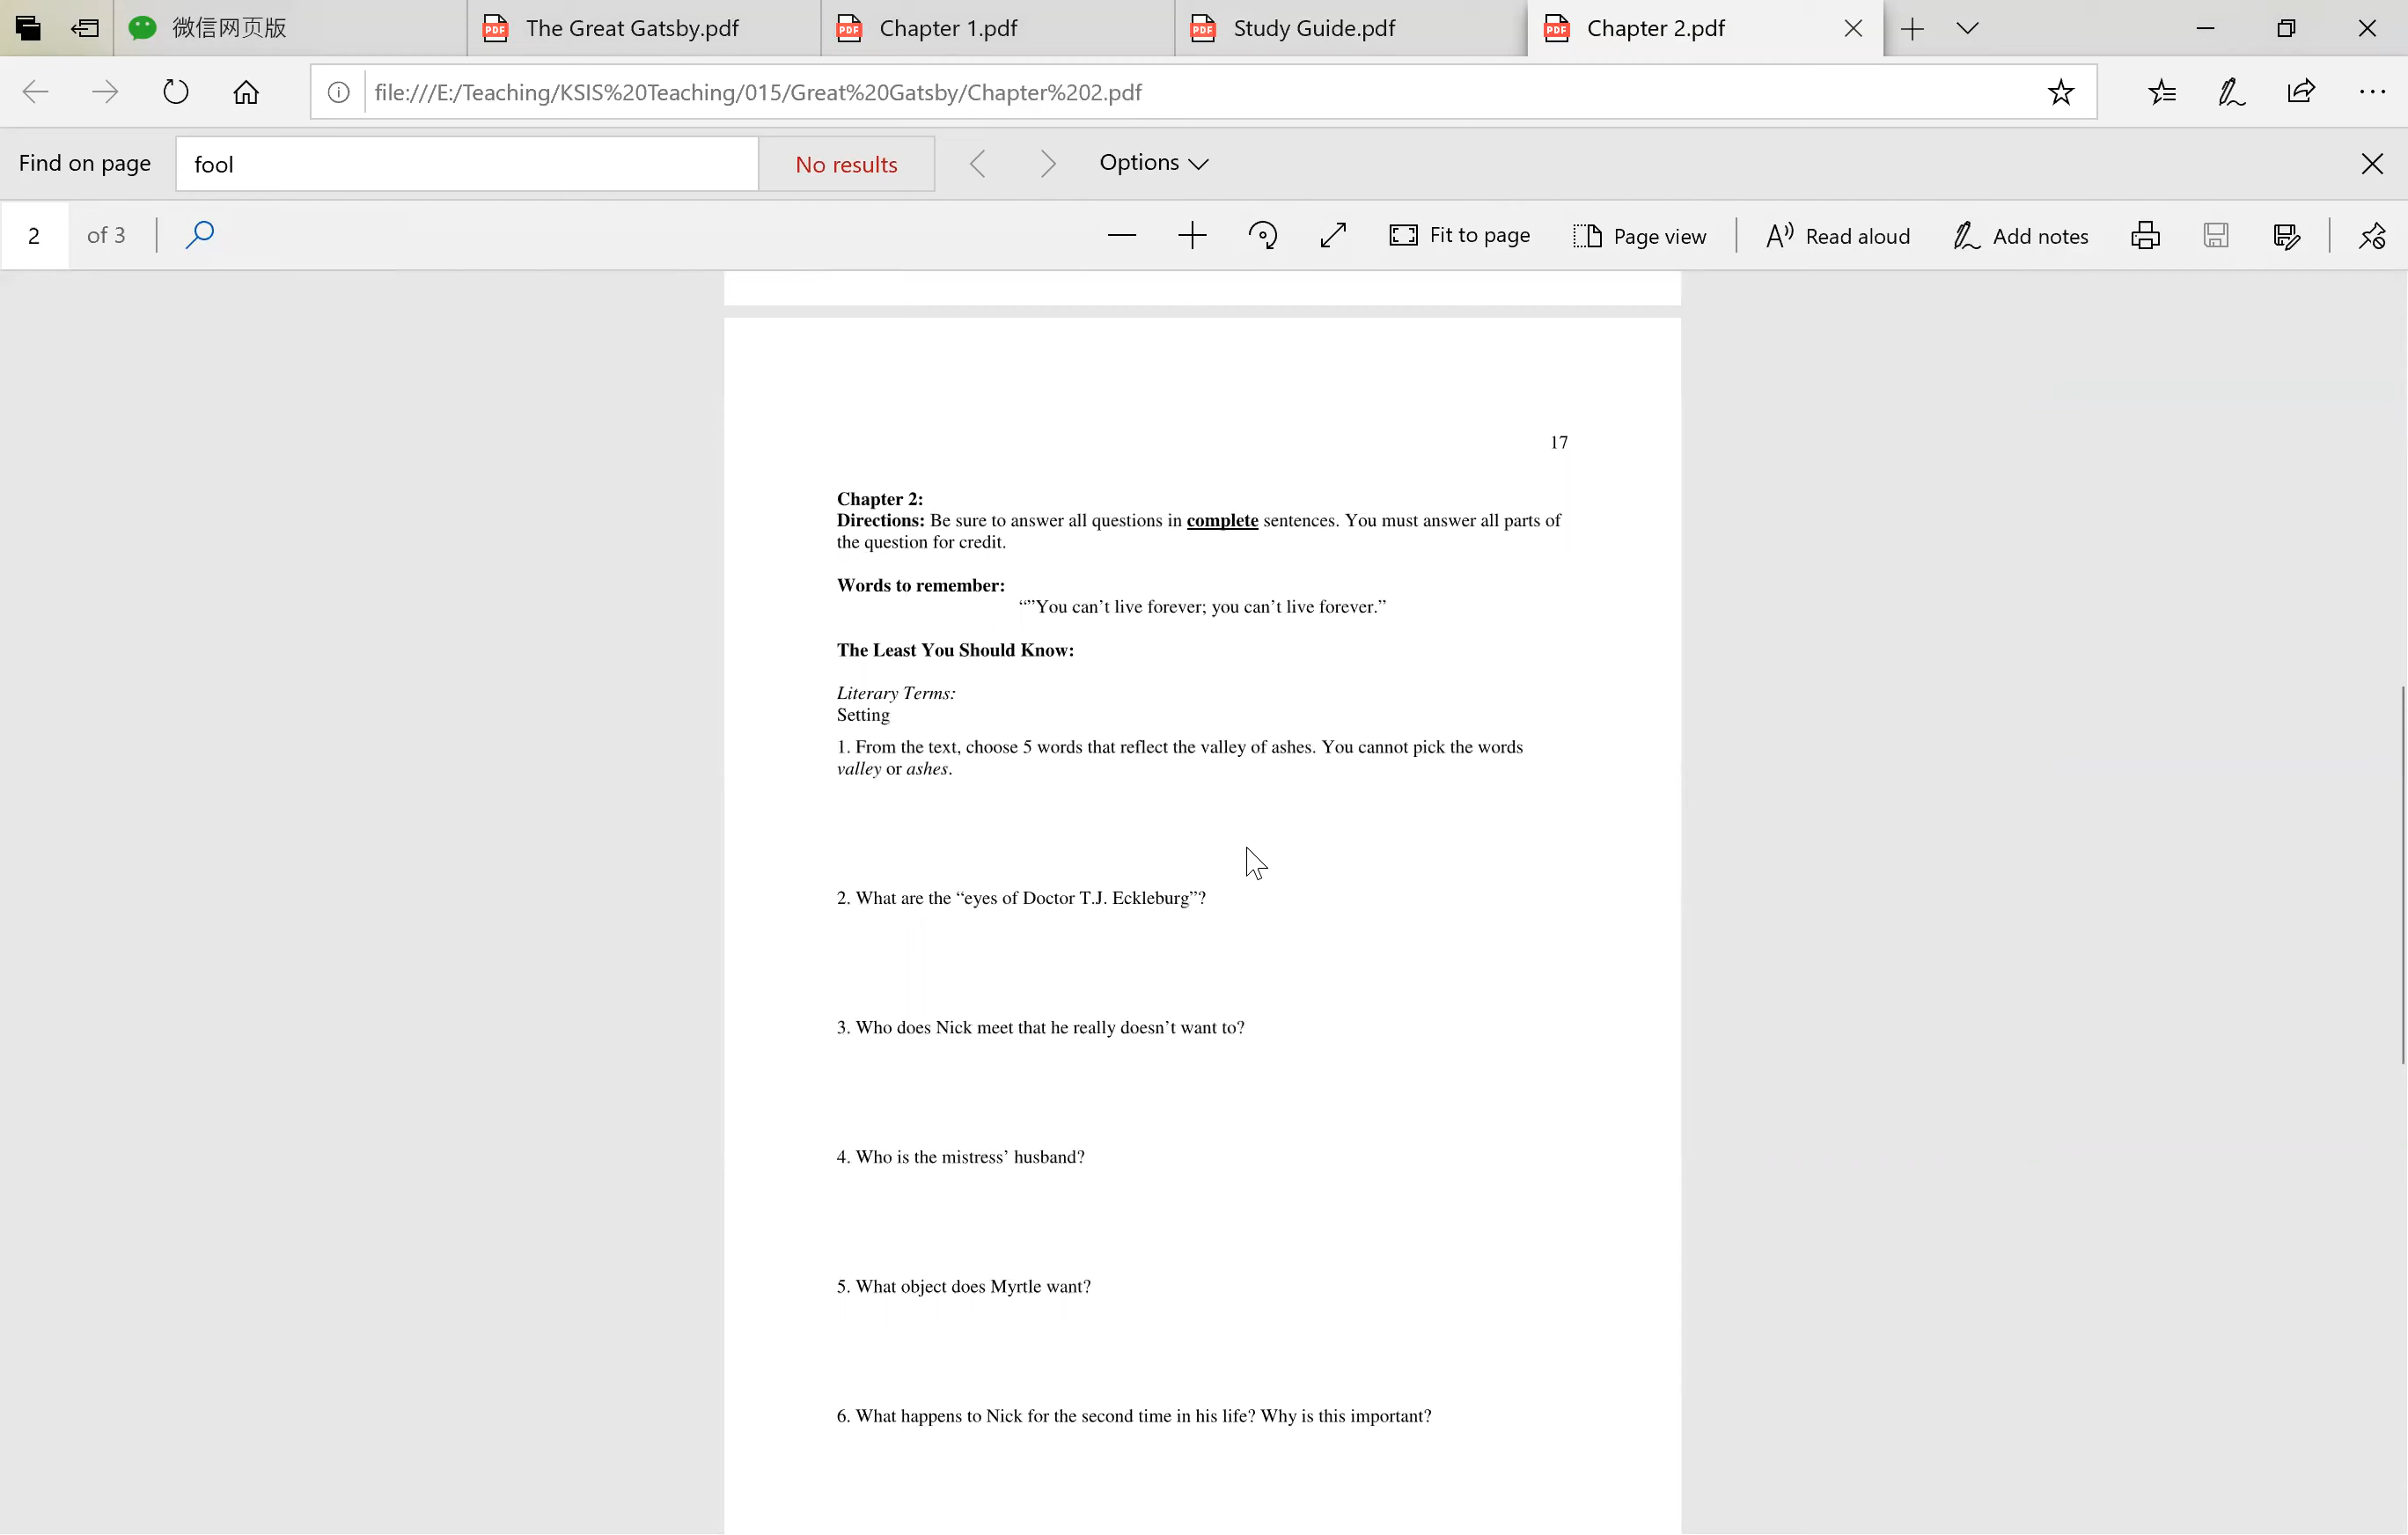 微信网页版 The Great Gatsby.pdf Chapter 1.pdf Study Guide.pdf Chapter 2.pdf
file:///E:/Teaching/KSIS%20Teaching/015/Great%20Gatsby/Chapter%202.pdf
Find on page fool No results Options
2 of 3 Fit to page Page view Read aloud Add notes
17
Chapter 2:
Directions: Be sure to answer all questions in complete sentences. You must answer all parts of
the question for credit.
Words to remember:
“”You can’t live forever; you can’t live forever.”
The Least You Should Know:
Literary Terms:
Setting
1. From the text, choose 5 words that reflect the valley of ashes. You cannot pick the words
valley or ashes.
2. What are the “eyes of Doctor T.J. Eckleburg”?
3. Who does Nick meet that he really doesn’t want to?
4. Who is the mistress’ husband?
5. What object does Myrtle want?
6. What happens to Nick for the second time in his life? Why is this important?